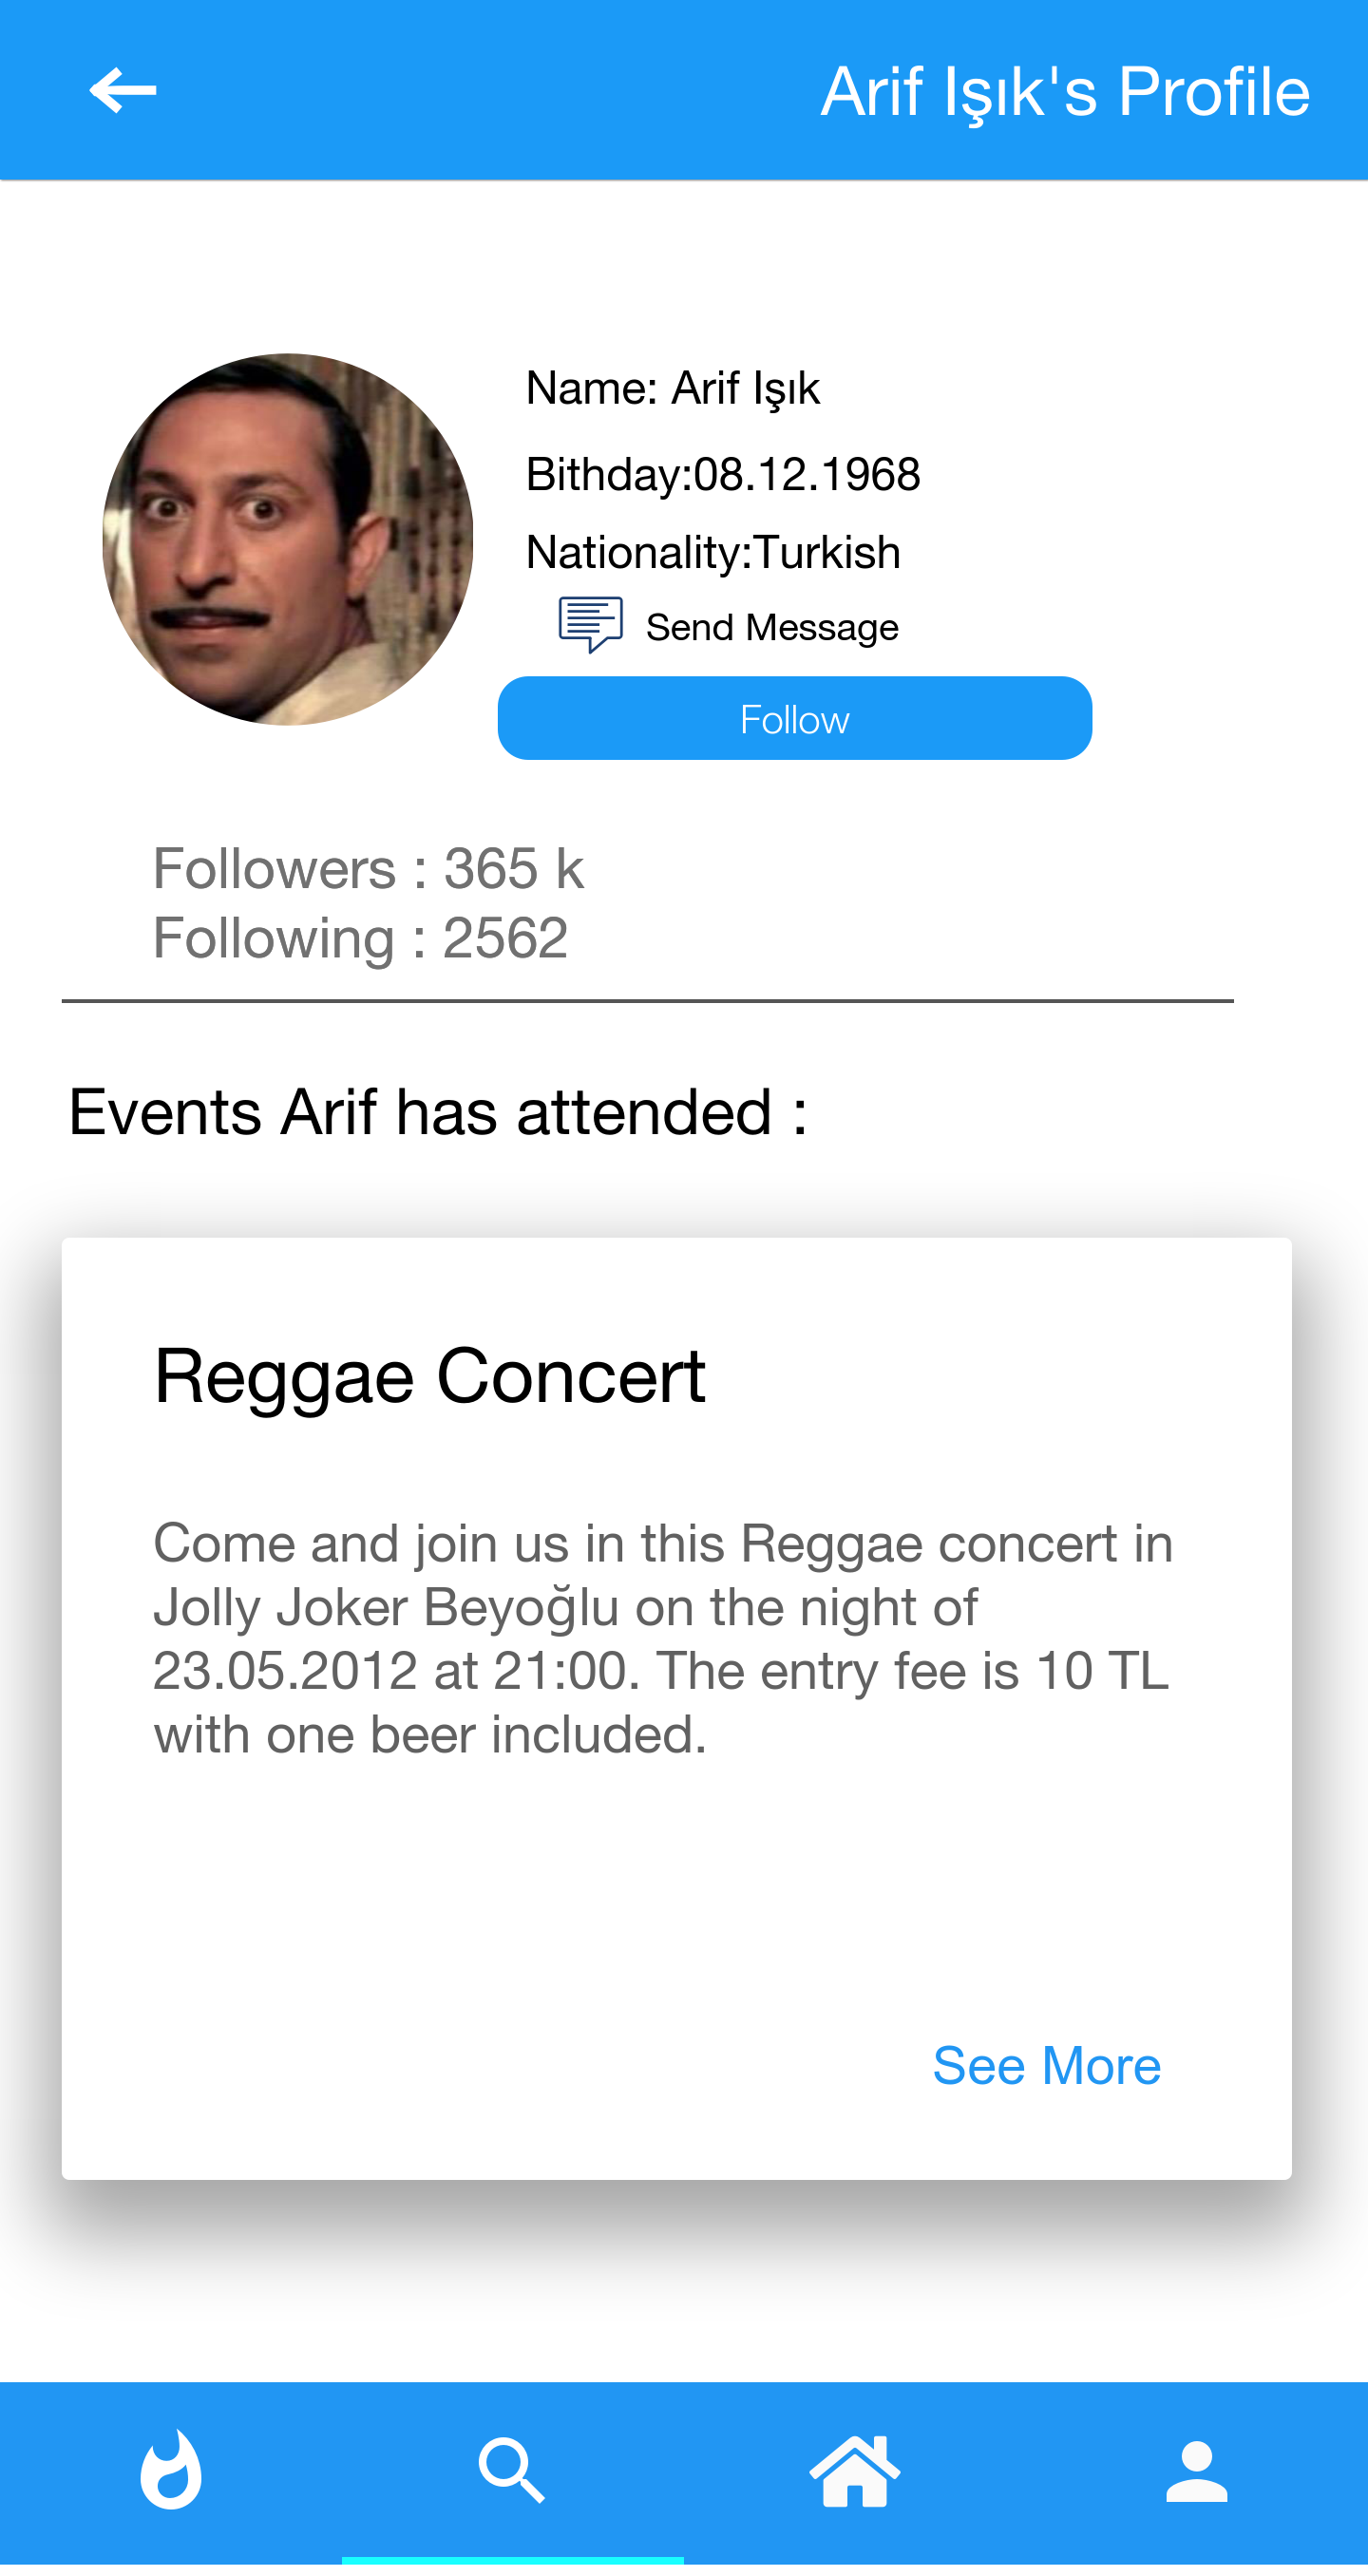 Arif Işık's Profile
Name: Arif Işık
Bithday:08.12.1968
Nationality:Turkish
Send Message
Follow
Followers : 365 k
Following : 2562
Events Arif has attended :
Reggae Concert
Come and join us in this Reggae concert in
Jolly Joker Beyoğlu on the night of
23.05.2012 at 21:00. The entry fee is 10 TL
with one beer included.
See More